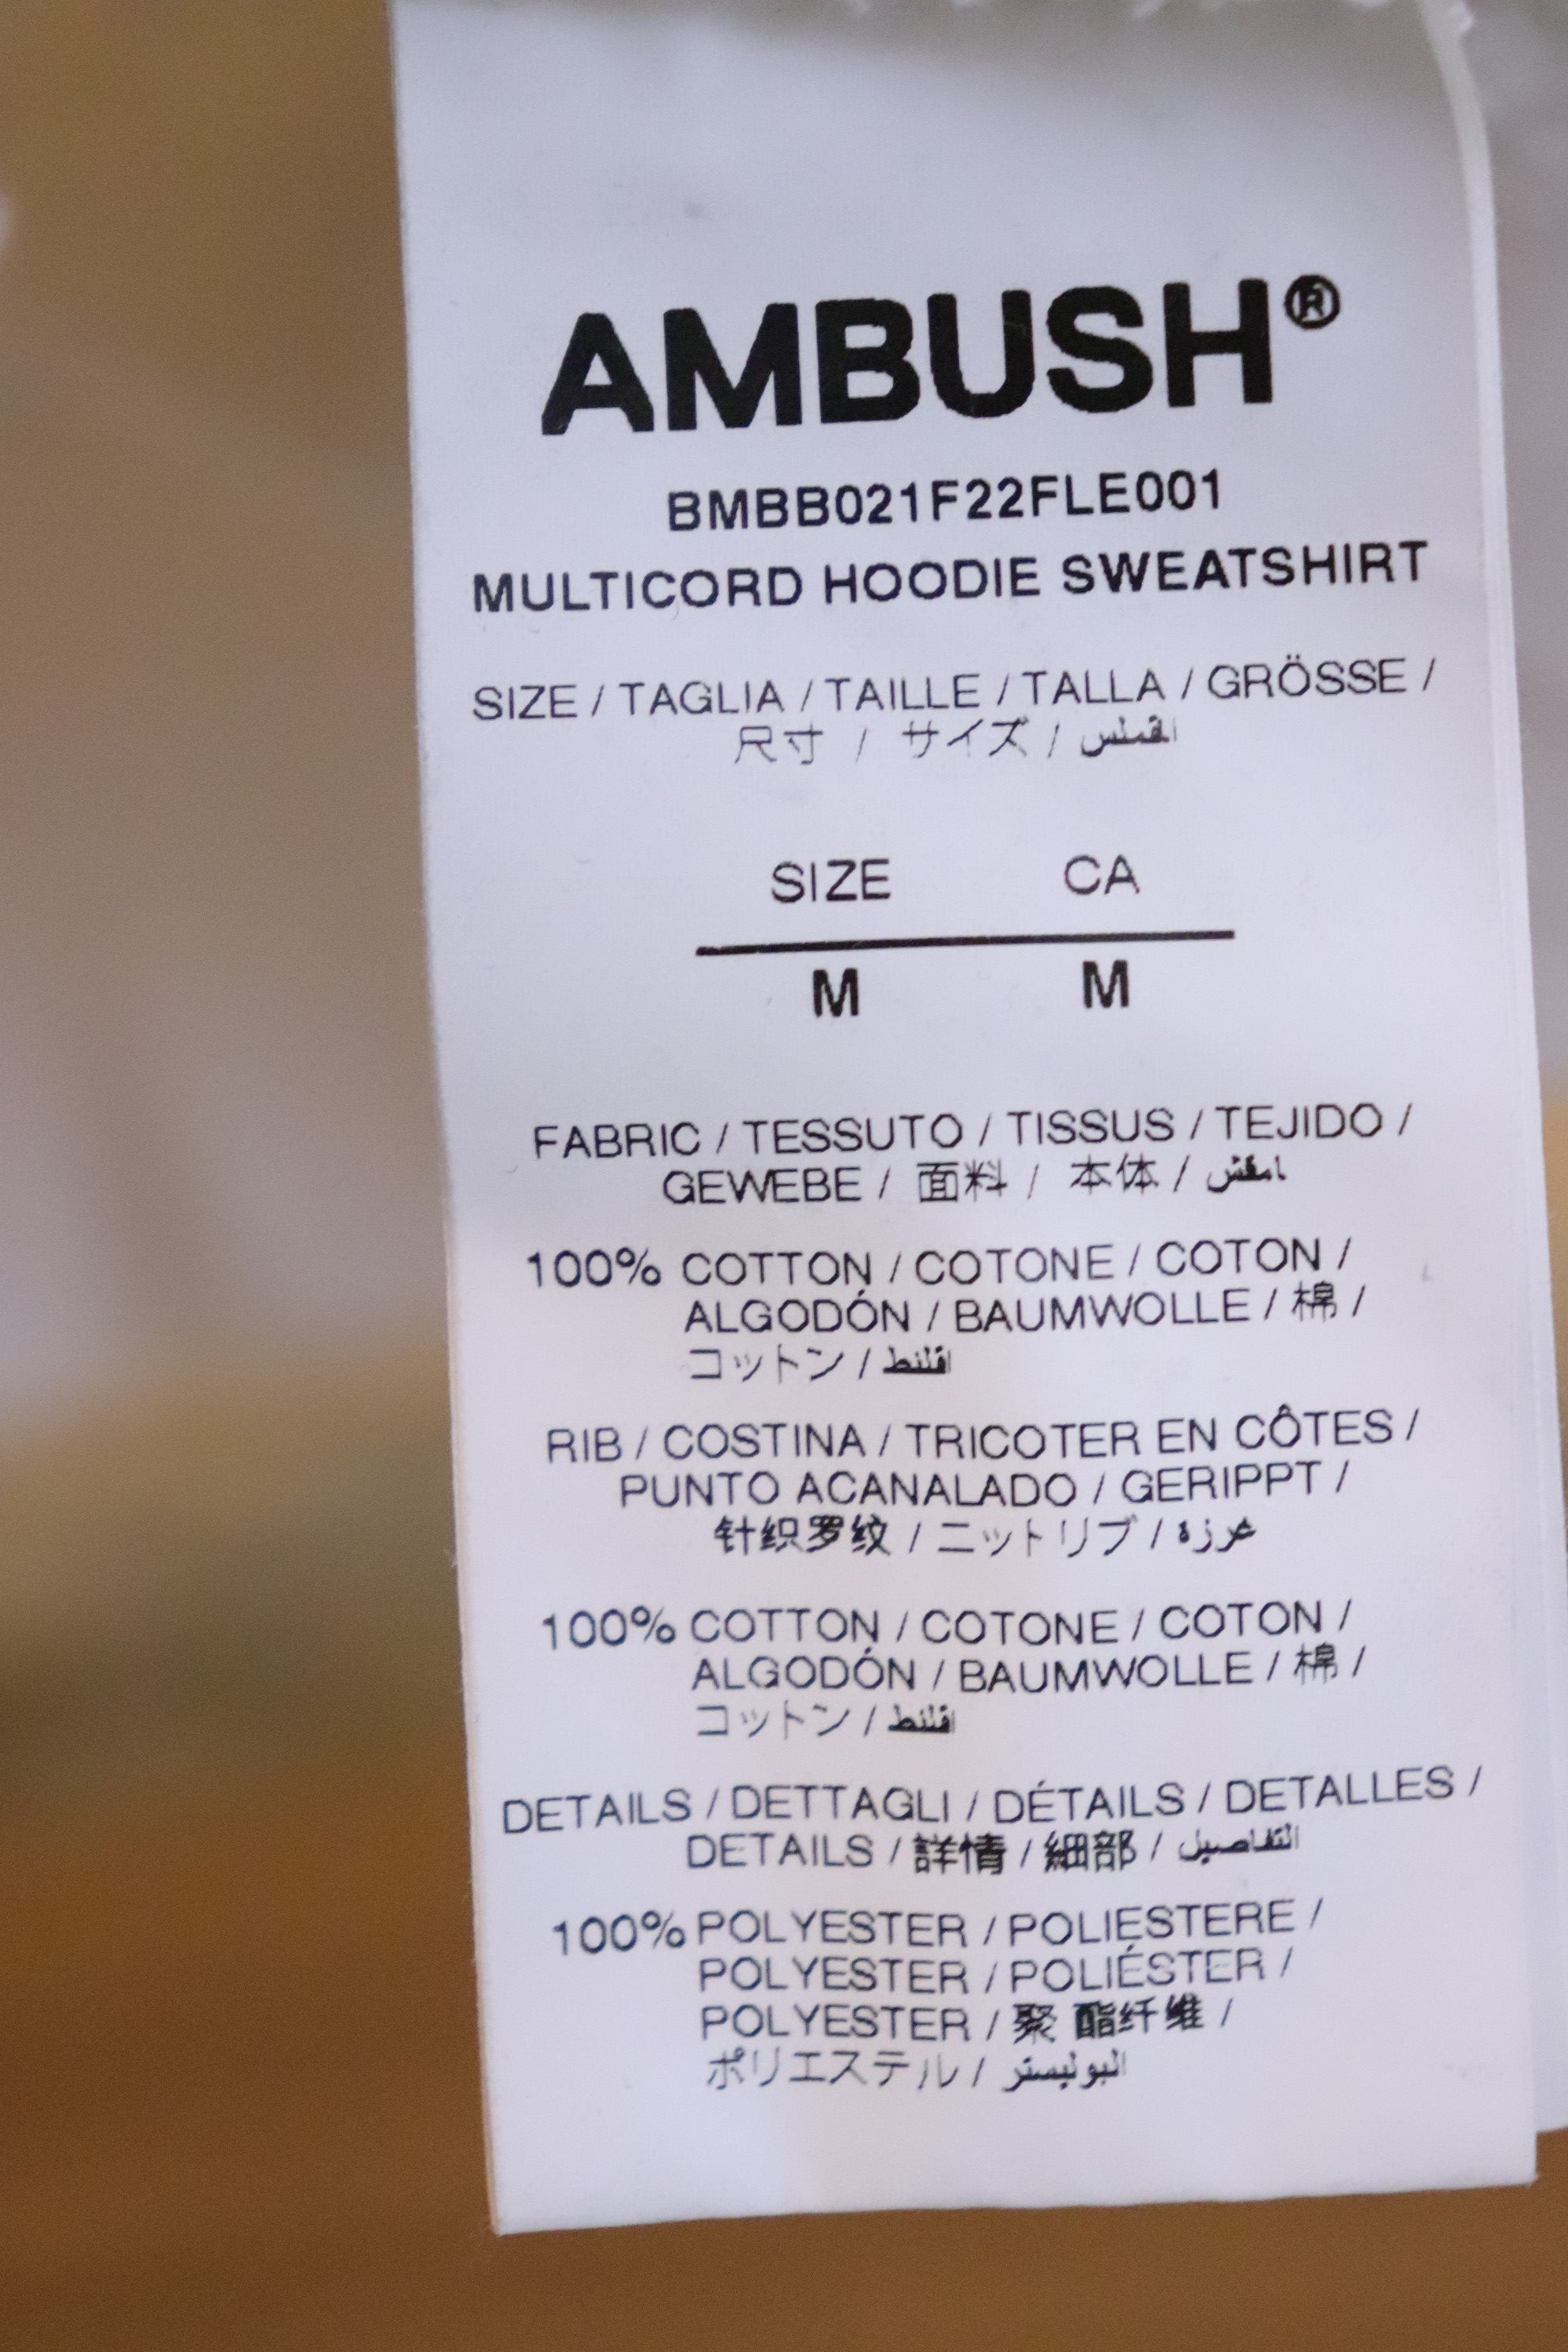 AMBUSH®
BMBB021F22FLE001
MULTICORD HOODIE SWEATSHIRT
SIZE / TAGLIA / TAILLE / TALLA / GRÖSSE /
尺寸 / サイズ /
SIZE CA
M M
FABRIC / TESSUTO / TISSUS / TEJIDO /
GEWEBE / 面料 / 本体 /
100% COTTON / COTONE / COTON /
ALGODÓN / BAUMWOLLE / 棉 /
コットン /
RIB / COSTINA / TRICOTER EN CÔTES /
PUNTO ACANALADO / GERIPPT /
针织罗纹 / ニットリブ / غرزة
100% COTTON / COTONE / COTON /
ALGODÓN / BAUMWOLLE / 棉 /
コットン /
DETAILS / DETTAGLI / DÉTAILS / DETALLES /
DETAILS / 詳情 / 細部 / التفاصيل
100% POLYESTER / POLIESTERE /
POLYESTER / POLIÉSTER /
POLYESTER / 聚酯纤维 /
ポリエステル / البوليستر